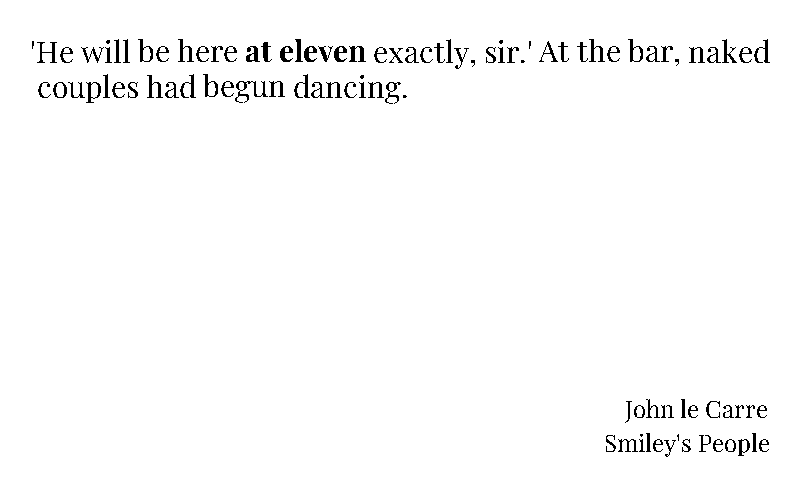 'He will be here at eleven exactly, sir.' At the bar, naked
couples had begun dancing.
John le Carre
Smiley's People